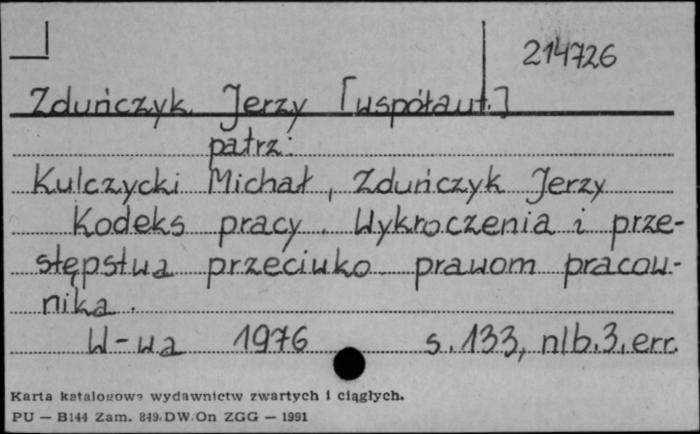 214726
Zduńczyk Jerzy [współaut.]
patrz:
Kulczycki Michał, Zduńczyk Jerzy
Kodeks pracy. Wykroczenia i prze-
stępstwa przeciwko prawom pracow-
nika.
W-wa 1976 s. 133, nlb. 3, err.
Karta katalogowa wydawnictw zwartych i ciągłych.
PU — B144 Zam. 849/DW/On ZGG — 1991